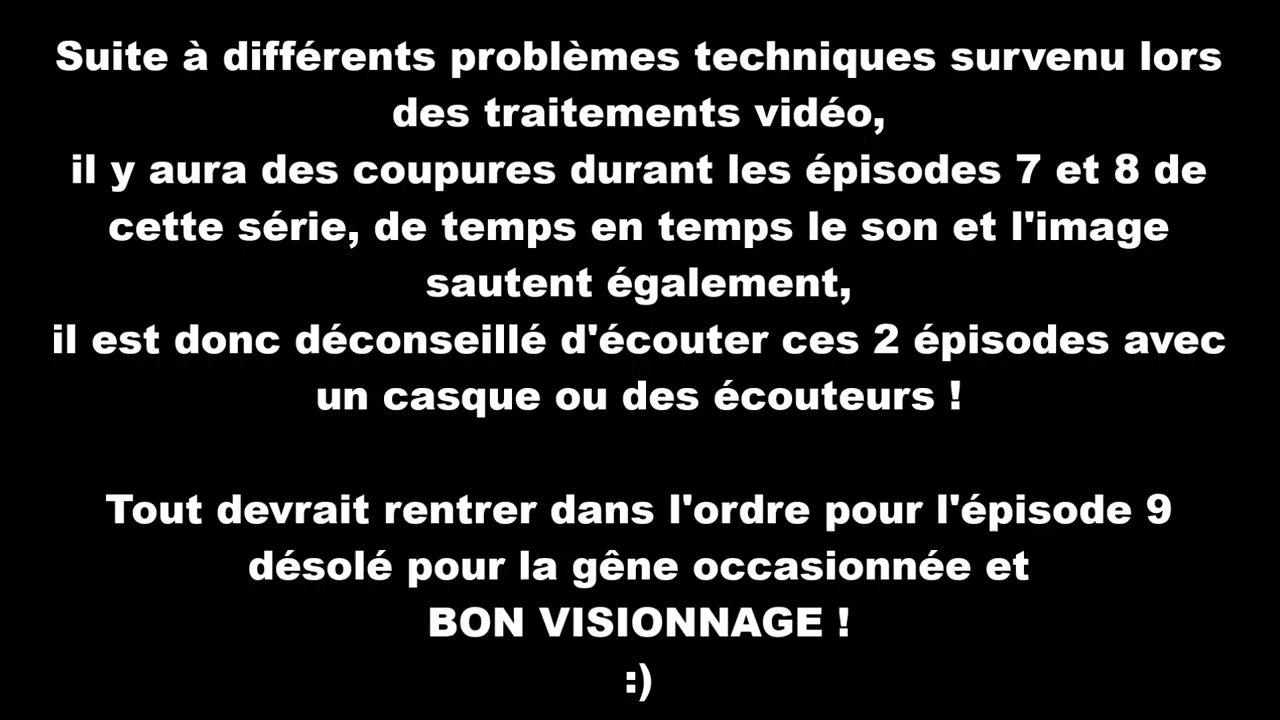 Suite à différents problèmes techniques survenu lors
des traitements vidéo,
il y aura des coupures durant les épisodes 7 et 8 de
cette série, de temps en temps le son et l'image
sautent également,
il est donc déconseillé d'écouter ces 2 épisodes avec
un casque ou des écouteurs !
Tout devrait rentrer dans l'ordre pour l'épisode 9
désolé pour la gêne occasionnée et
BON VISIONNAGE !
:)